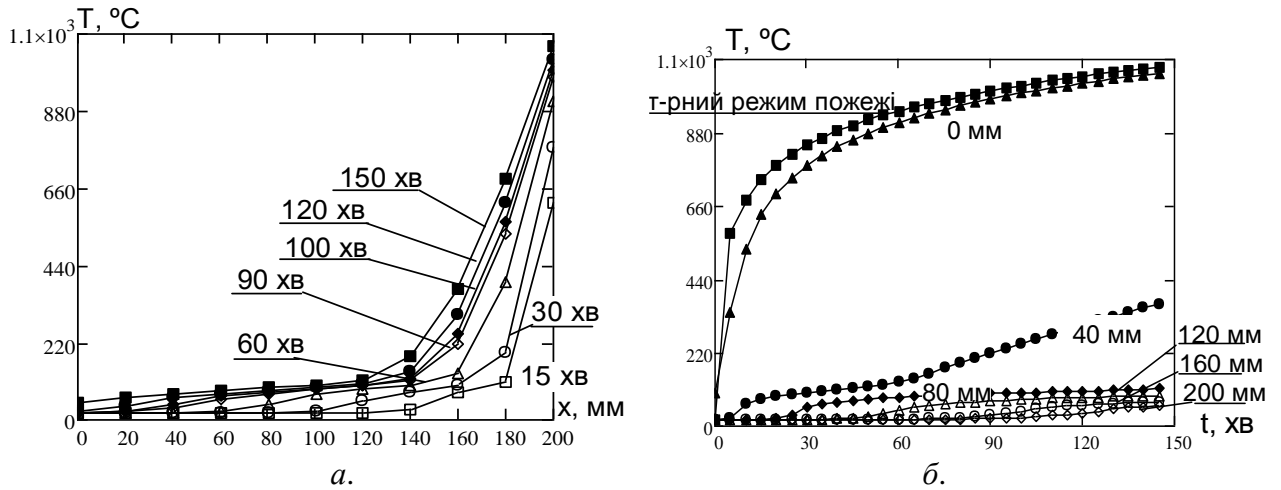 T, ºC
1.1×10³
880
660
440
220
0
150 хв
120 хв
100 хв
90 хв
60 хв
30 хв
15 хв
x, мм
0 20 40 60 80 100 120 140 160 180 200
а.
T, ºC
1.1×10³
880
660
440
220
0
т-рний режим пожежі
0 мм
40 мм
80 мм
120 мм
160 мм
200 мм
t, хв
0 30 60 90 120 150
б.